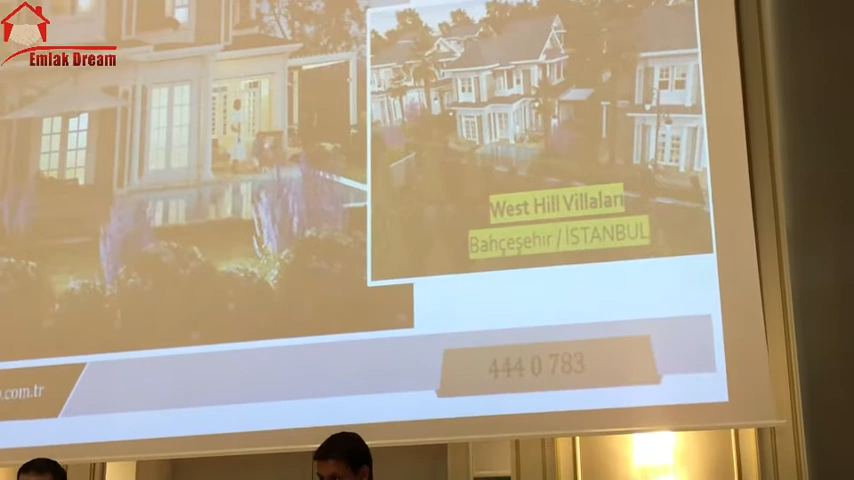 Emlak Dream
West Hill Villaları
Bahçeşehir / İSTANBUL
444 0 783
.com.tr